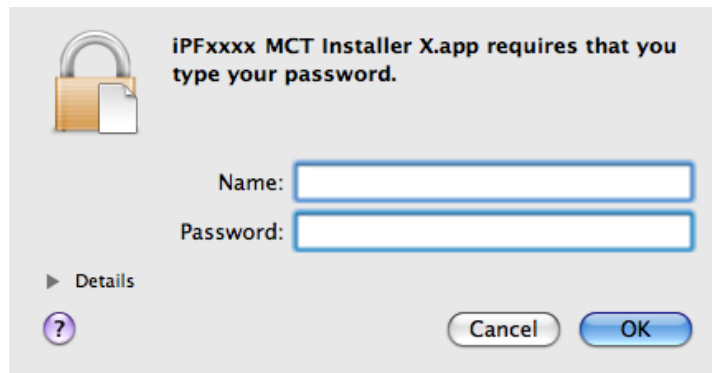 iPFxxxx MCT Installer X.app requires that you
type your password.
Name:
Password:
Details
?
Cancel
OK